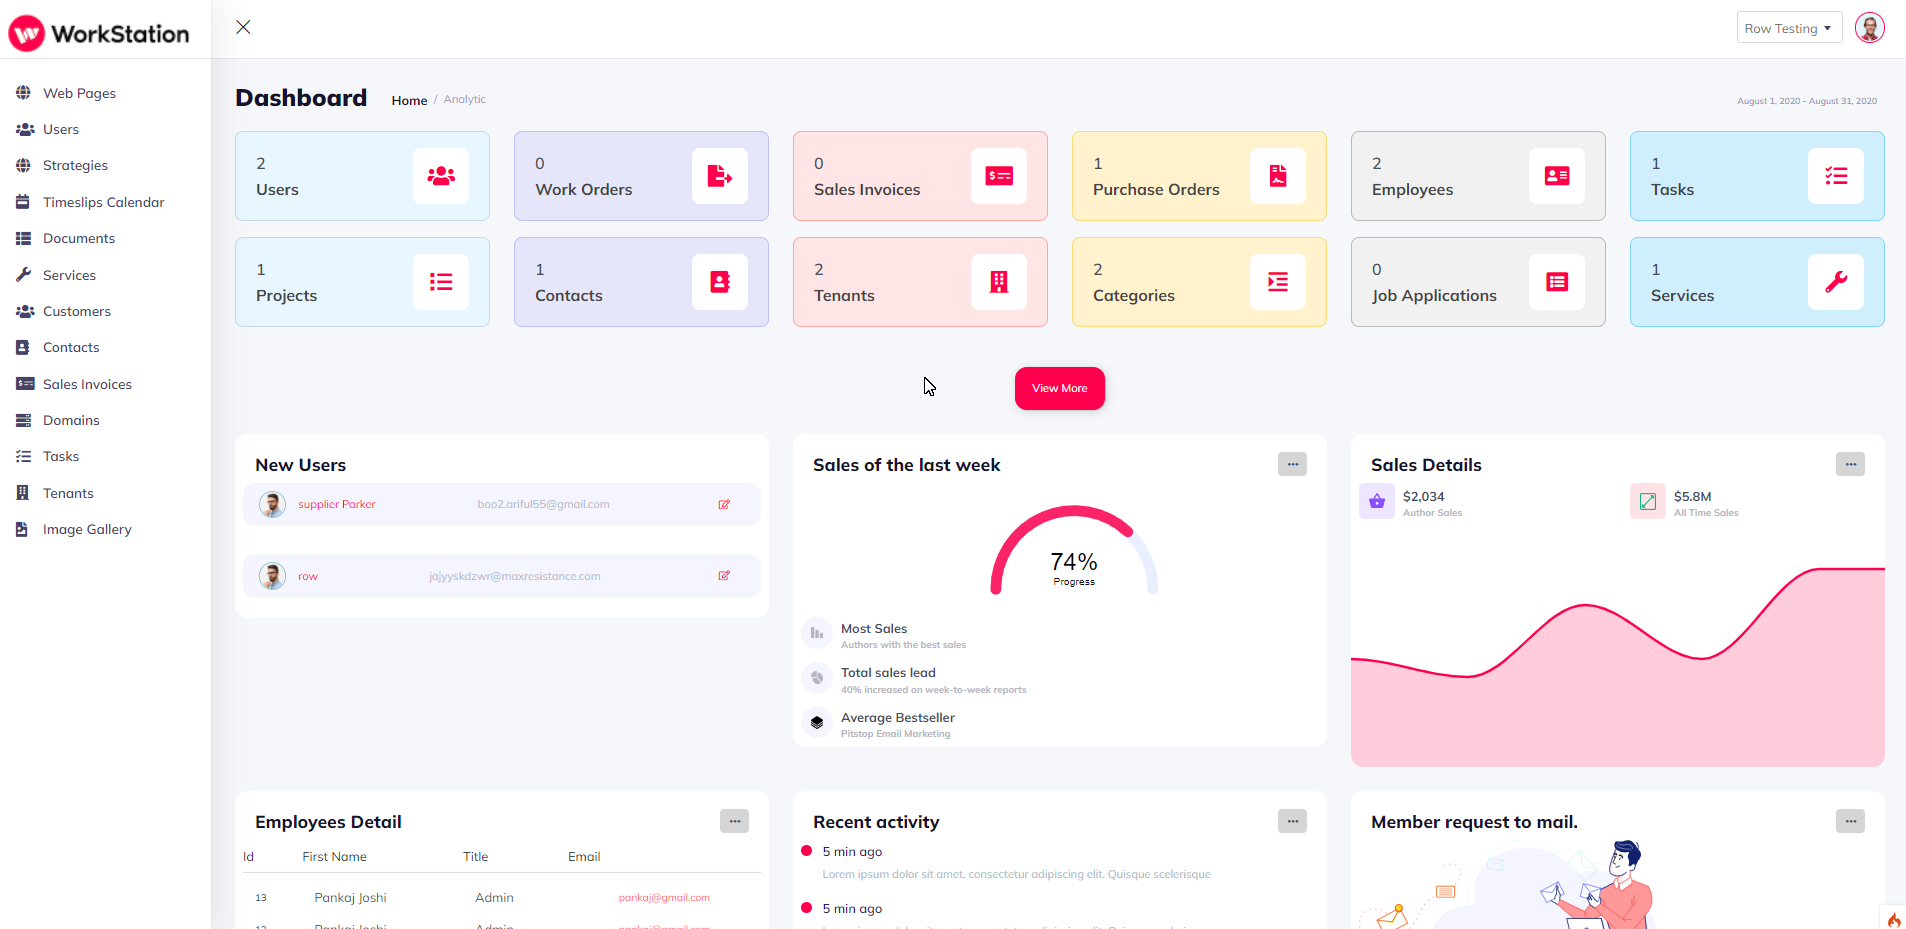 WorkStation
Row Testing
Web Pages
Users
Strategies
Timeslips Calendar
Documents
Services
Customers
Contacts
Sales Invoices
Domains
Tasks
Tenants
Image Gallery
Dashboard
Home / Analytic
August 1, 2020 - August 31, 2020
2
Users
0
Work Orders
0
Sales Invoices
1
Purchase Orders
2
Employees
1
Tasks
1
Projects
1
Contacts
2
Tenants
2
Categories
0
Job Applications
1
Services
View More
New Users
supplier Parker boo2.ariful55@gmail.com
row jajyyskdzwr@maxresistance.com
Sales of the last week
74%
Progress
Most Sales
Authors with the best sales
Total sales lead
40% increased on week-to-week reports
Average Bestseller
Pitstop Email Marketing
Sales Details
$2,034
Author Sales
$5.8M
All Time Sales
Employees Detail
Id First Name Title Email
13 Pankaj Joshi Admin pankaj@gmail.com
Recent activity
5 min ago
Lorem ipsum dolor sit amet, consectetur adipiscing elit. Quisque scelerisque
5 min ago
Member request to mail.